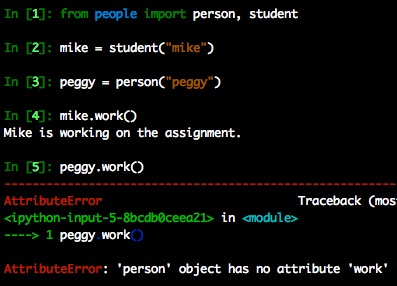 In [1]: from people import person, student
In [2]: mike = student("mike")
In [3]: peggy = person("peggy")
In [4]: mike.work()
Mike is working on the assignment.
In [5]: peggy.work()
---------------------------------------------------------
AttributeError Traceback (mos
<ipython-input-5-8bcdb0ceea21> in <module>
----> 1 peggy.work()
AttributeError: 'person' object has no attribute 'work'